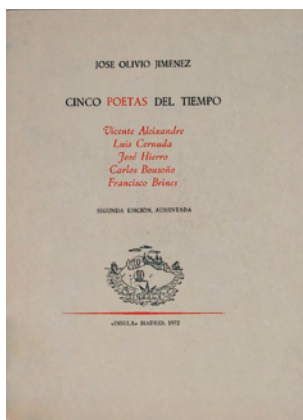 JOSE OLIVIO JIMENEZ
CINCO POETAS DEL TIEMPO
Vicente Aleixandre
Luis Cernuda
José Hierro
Carlos Bousoño
Francisco Brines
SEGUNDA EDICIÓN, AUMENTADA
«INSULA» MADRID, 1972